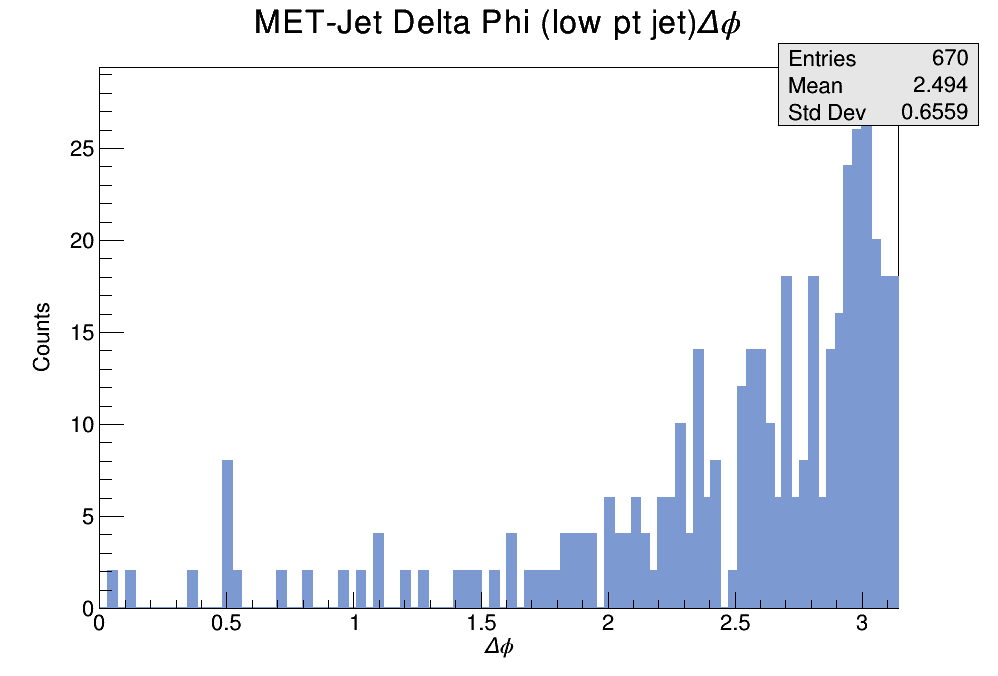 MET-Jet Delta Phi (low pt jet)Δϕ
Entries 670
Mean 2.494
Std Dev 0.6559
25
20
15
10
5
0
Counts
0 0.5 1 1.5 2 2.5 3
Δϕ